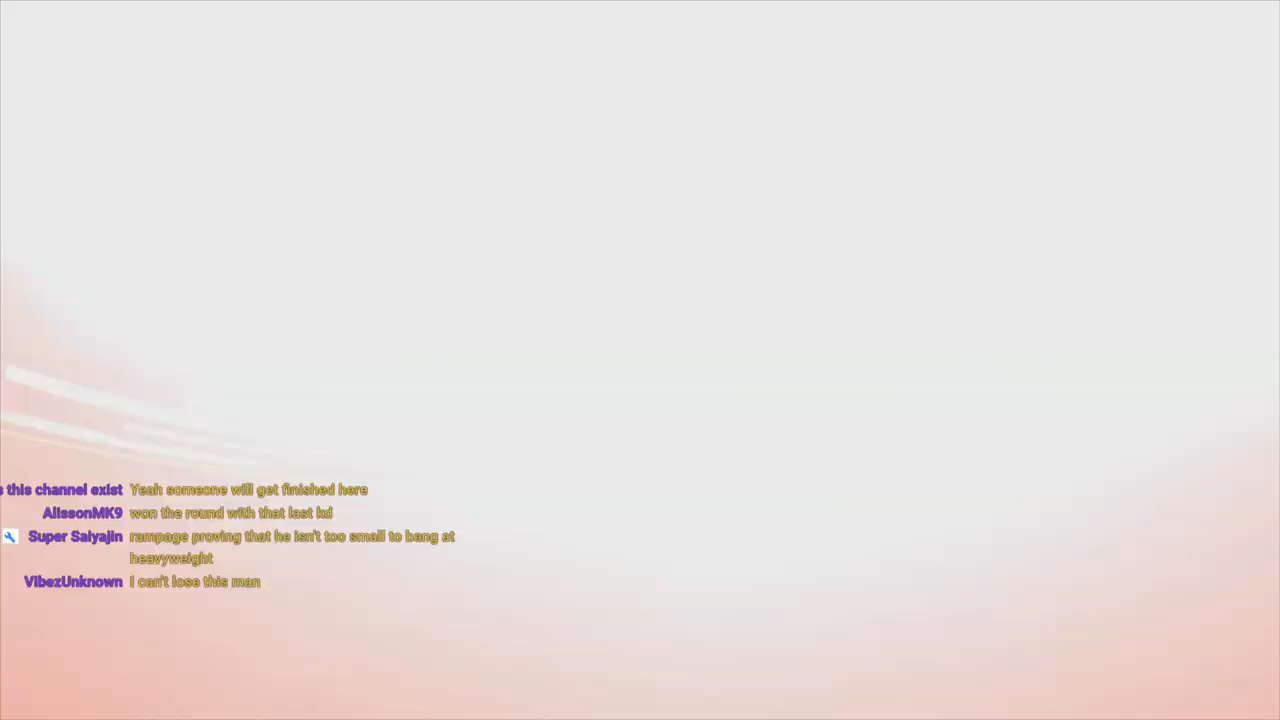 s this channel exist Yeah someone will get finished here
AlissonMK9 won the round with that last kd
Super Saiyajin rampage proving that he isn't too small to bang at
heavyweight
VibezUnknown I can't lose this man